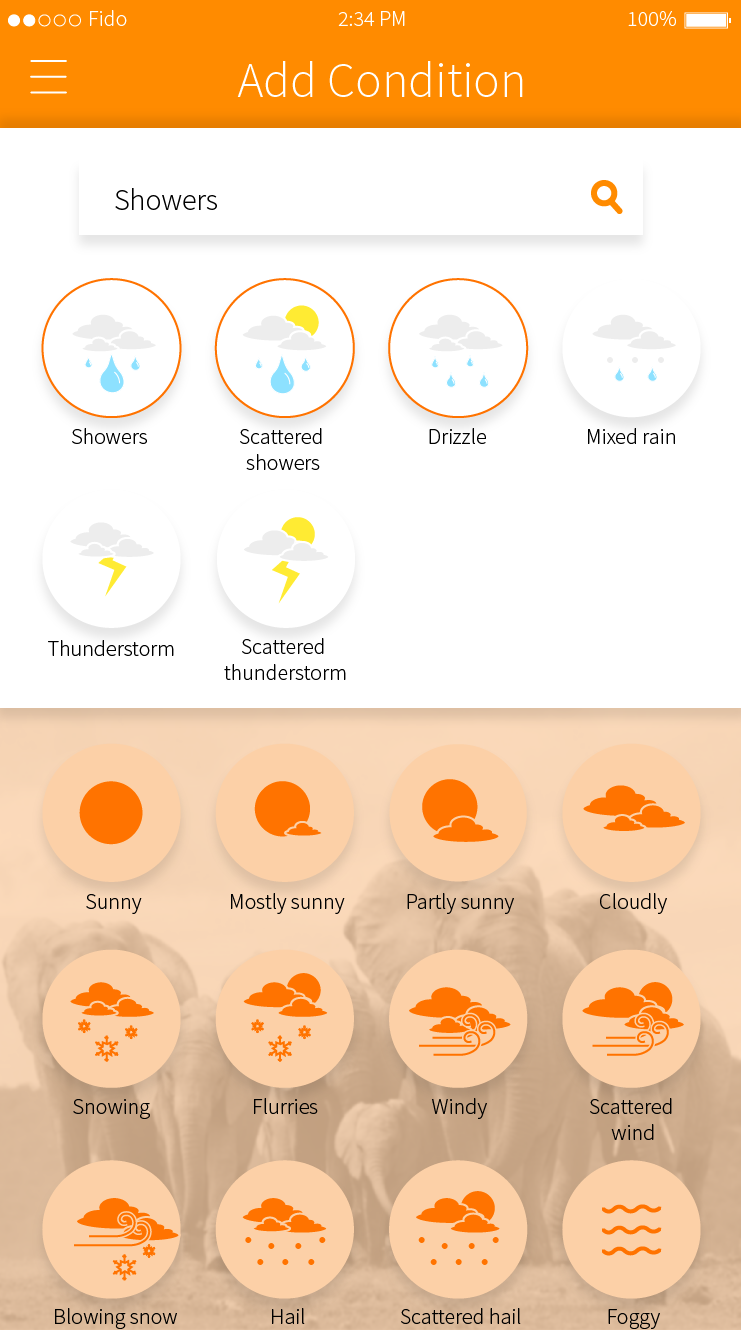 Fido 2:34 PM 100%
Add Condition
Showers
Showers
Scattered
showers
Drizzle
Mixed rain
Thunderstorm
Scattered
thunderstorm
Sunny
Mostly sunny
Partly sunny
Cloudly
Snowing
Flurries
Windy
Scattered
wind
Blowing snow
Hail
Scattered hail
Foggy